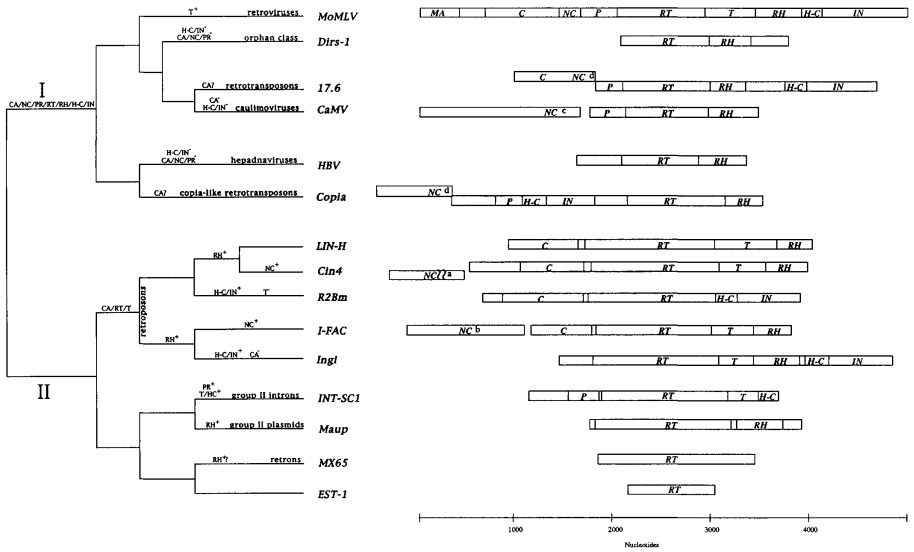 T+ retroviruses MoMLV MA C NC P RT T RH H-C IN
H-C/IN-
CA/NC/PR- orphan class Dirs-1 RT RH
I
C NC d
CA? retrotransposons 17.6 P RT RH H-C IN
CA/NC/PR/RT/RH/H-C/IN
CA-
H-C/IN- caulimoviruses CaMV NC c P RT RH
H-C/IN-
CA/NC/PR- hepadnaviruses HBV RT RH
CA? copia-like retrotransposons Copia NC d
P H-C IN RT RH
LIN-H C RT T RH
RH+
NC+ Cin4 C RT T RH
NC22 a
H-C/IN+ T- R2Bm C RT H-C IN
CA/RT/T
retroposons
NC+ I-FAC NC b C RT T RH
RH+
H-C/IN+ CA- Ingi RT T RH H-C IN
II
PR+
T/HC+ group II introns INT-SC1 P RT T H-C
RH+ group II plasmids Maup RT RH
RH+? retrons MX65 RT
EST-1 RT
1000 2000 3000 4000
Nucleotides